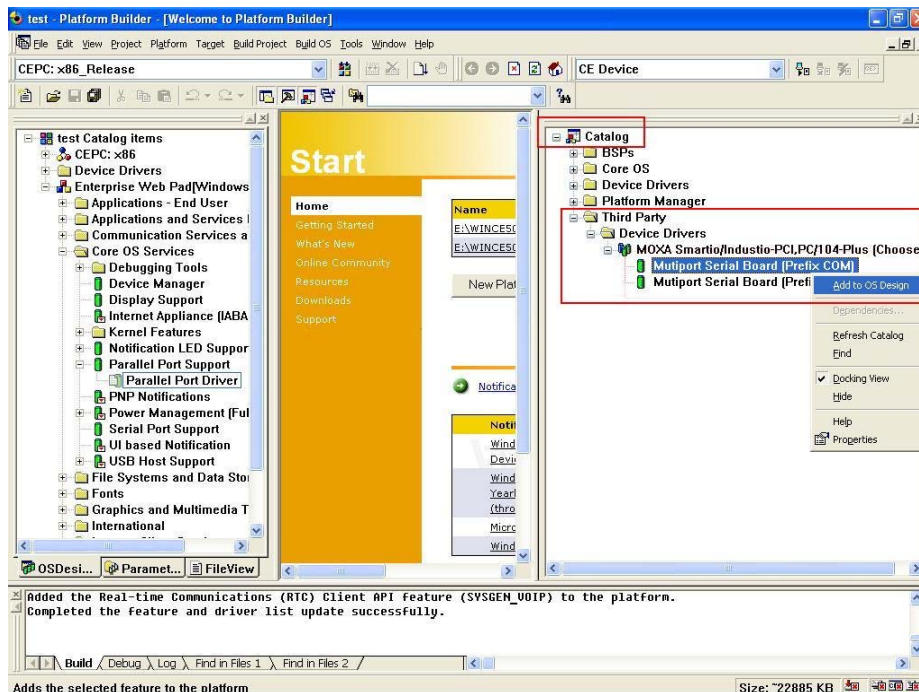 test - Platform Builder - [Welcome to Platform Builder]
File Edit View Project Platform Target Build Project Build OS Tools Window Help
CEPC: x86_Release
CE Device
test Catalog items
CEPC: x86
Device Drivers
Enterprise Web Pad[Windows
Applications - End User
Applications and Services
Communication Services a
Core OS Services
Debugging Tools
Device Manager
Display Support
Internet Appliance (IABA
Kernel Features
Notification LED Suppor
Parallel Port Support
Parallel Port Driver
PNP Notifications
Power Management (Ful
Serial Port Support
UI based Notification
USB Host Support
File Systems and Data Sto
Fonts
Graphics and Multimedia T
International
OSDesi... Paramet... FileView
Start
Home
Getting Started
What's New
Online Community
Resources
Downloads
Support
Name
E:\WINCE50
E:\WINCE50
New Plat
Notifica
Notif
Wind
Devi
Wind
Yearl
(thro
Micro
Wind
Catalog
BSPs
Core OS
Device Drivers
Platform Manager
Third Party
Device Drivers
MOXA Smartio/Industio-PCI,PC/104-Plus (Choose
Mutiport Serial Board (Prefix COM)
Mutiport Serial Board (Prefi
Add to OS Design
Dependencies...
Refresh Catalog
Find
Docking View
Hide
Help
Properties
Added the Real-time Communications (RTC) Client API feature (SYSGEN_VOIP) to the platform.
Completed the feature and driver list update successfully.
Build Debug Log Find in Files 1 Find in Files 2
Adds the selected feature to the platform
Size: ~22885 KB